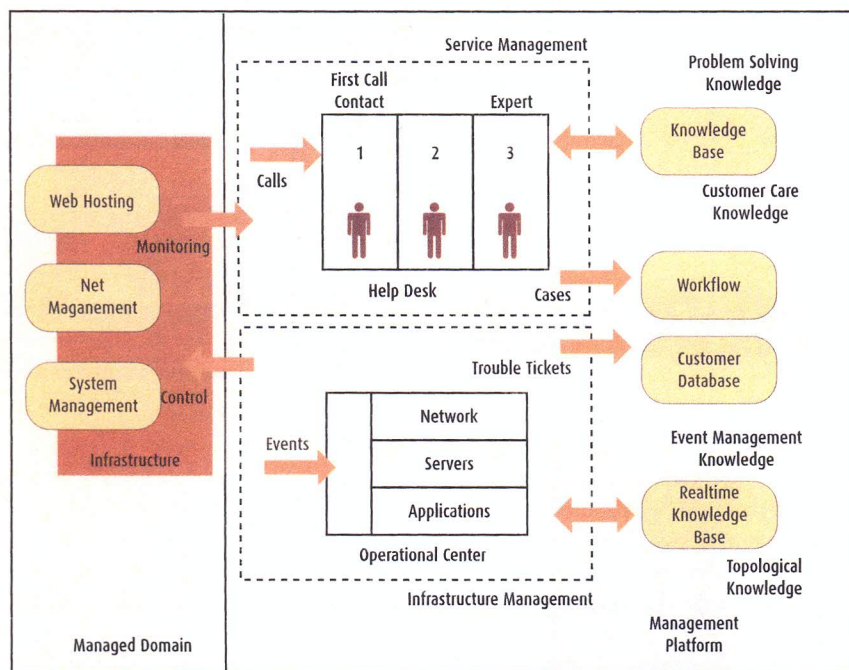 Service Management
First Call
Contact
Expert
Problem Solving
Knowledge
1
2
3
Knowledge
Base
Calls
Customer Care
Knowledge
Web Hosting
Monitoring
Net
Maganement
Help Desk
Cases
Workflow
Trouble Tickets
Customer
Database
System
Management
Control
Infrastructure
Events
Network
Servers
Applications
Operational Center
Event Management
Knowledge
Realtime
Knowledge
Base
Topological
Knowledge
Infrastructure Management
Managed Domain
Management
Platform